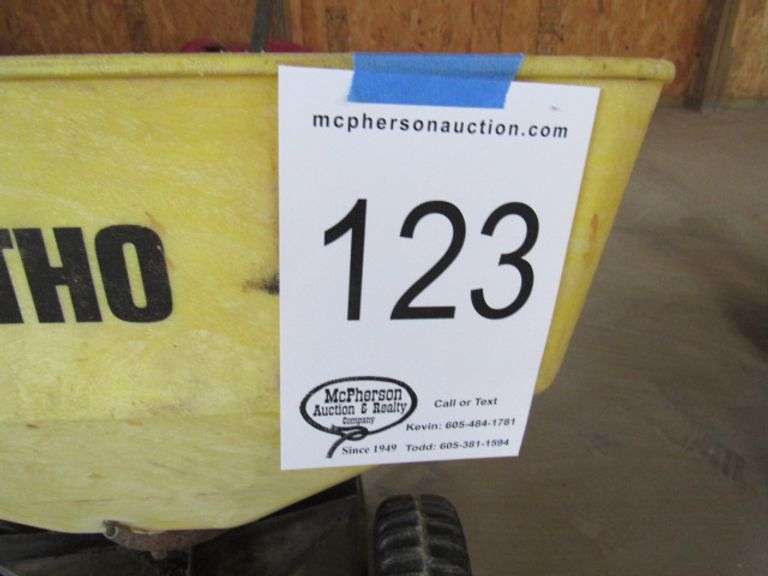 mcphersonauction.com
THO
123
McPherson
Auction & Realty
Company
Since 1949
Call or Text
Kevin: 605-484-1781
Todd: 605-381-1594